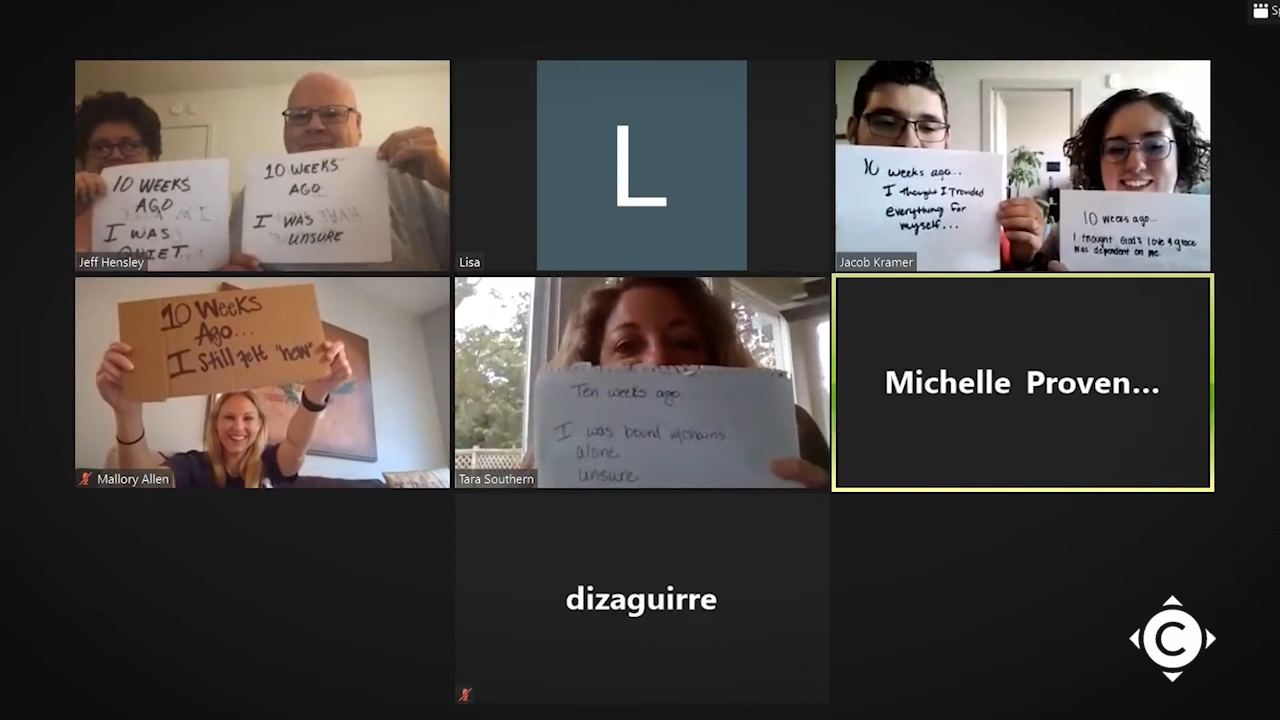 Sp
10 WEEKS
AGO
I WAS
QUIET
10 WEEKS
AGO
I WAS
UNSURE
Jeff Hensley
L
Lisa
10 weeks ago...
everything for
myself...
10 weeks ago...
I thought God's love & grace
was dependent on me.
Jacob Kramer
10 Weeks
Ago...
I still felt "new"
Mallory Allen
Ten weeks ago
I was bound w/chains
alone
unsure
Tara Southern
Michelle Proven...
dizaguirre
C